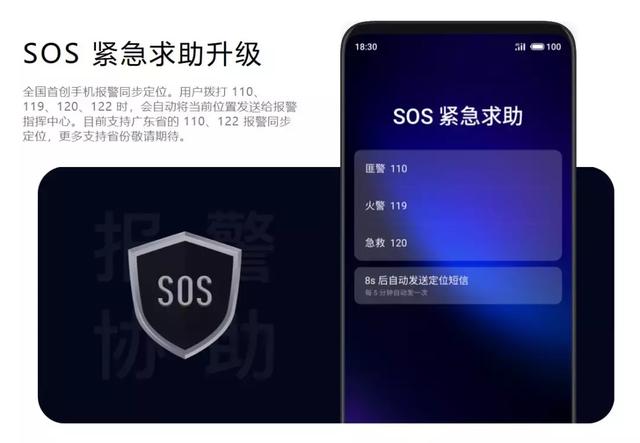 SOS 紧急求助升级
全国首创手机报警同步定位。用户拨打 110、
119、120、122 时，会自动将当前位置发送给报警
指挥中心。目前支持广东省的 110、122 报警同步
定位，更多支持省份敬请期待。
报警
协助
SOS
18:30
100
SOS 紧急求助
匪警 110
火警 119
急救 120
8s 后自动发送定位短信
每 5 分钟自动发一次